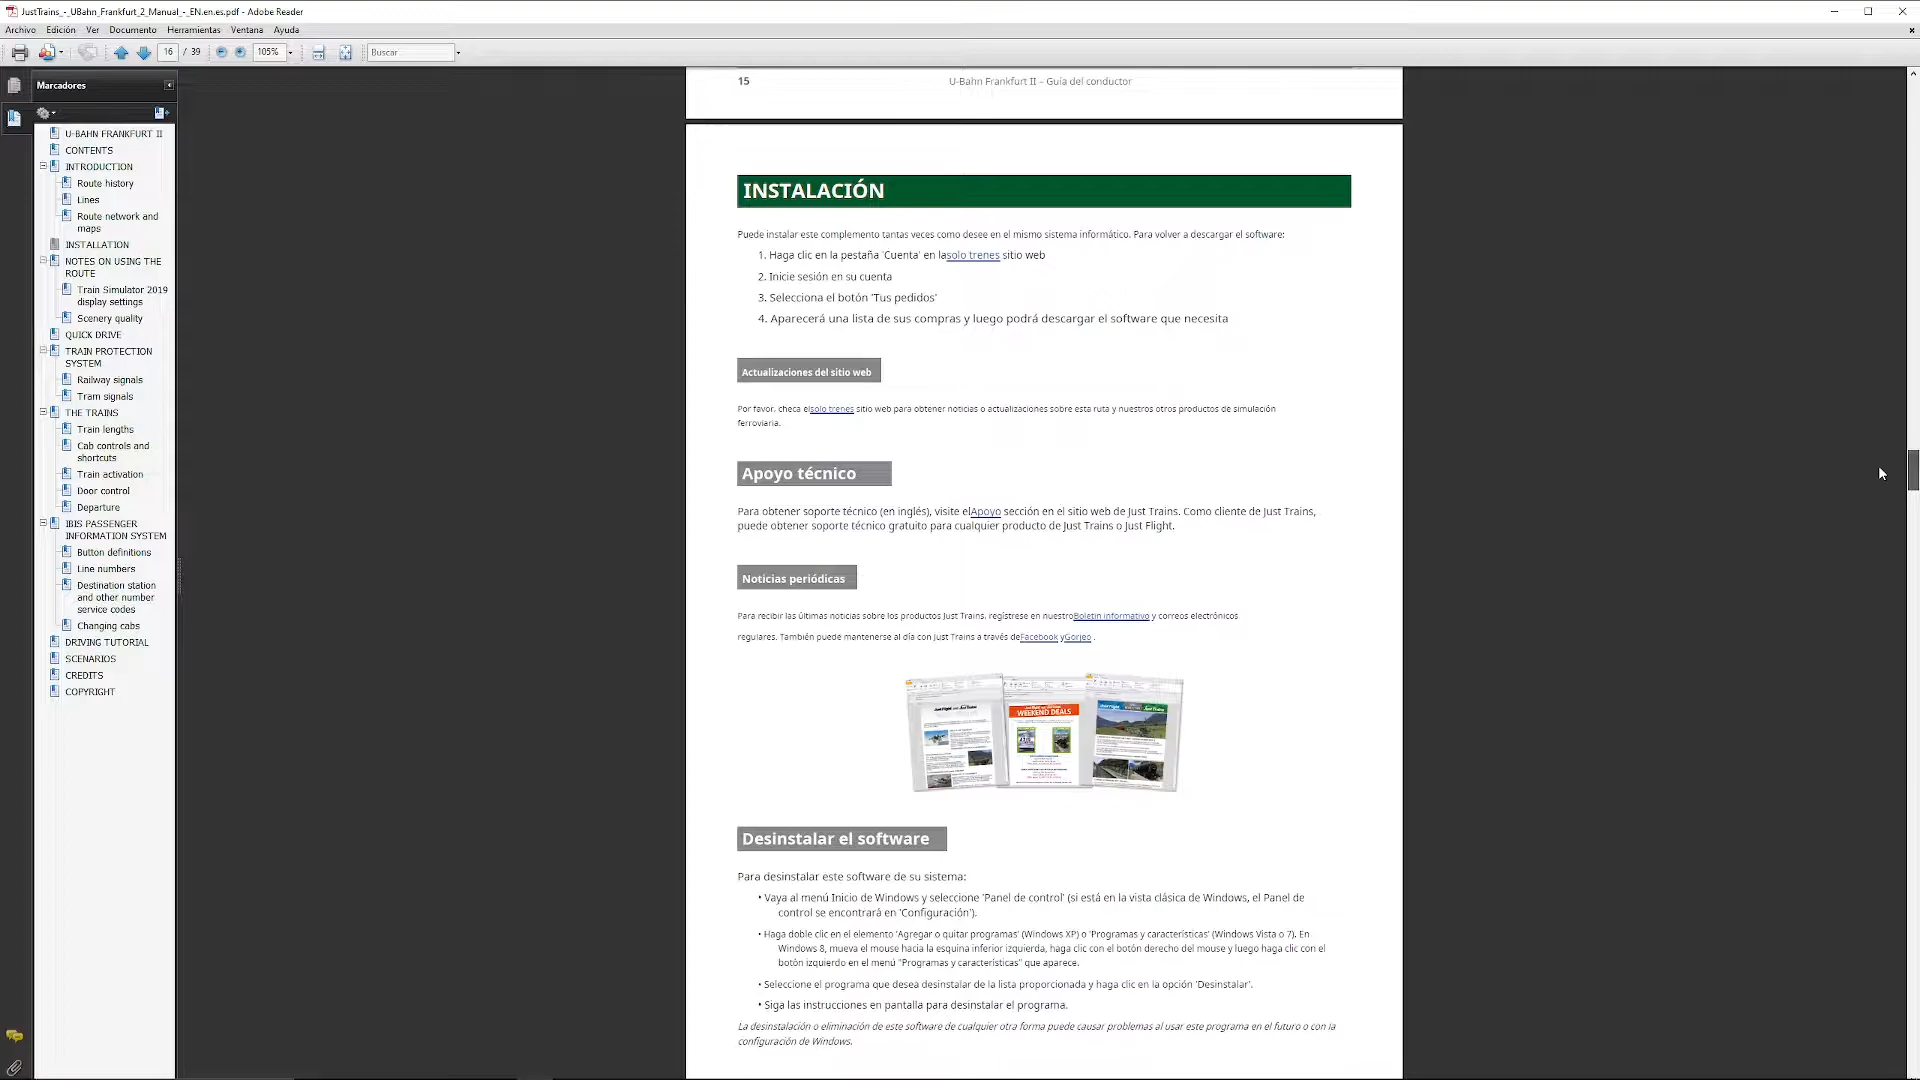 JustTrains_-_UBahn_Frankfurt_2_Manual_-_EN.en.es.pdf - Adobe Reader
Archivo Edición Ver Documento Herramientas Ventana Ayuda
16 / 39 105% Buscar
Marcadores
U-BAHN FRANKFURT II
CONTENTS
INTRODUCTION
Route history
Lines
Route network and
maps
INSTALLATION
NOTES ON USING THE
ROUTE
Train Simulator 2019
display settings
Scenery quality
QUICK DRIVE
TRAIN PROTECTION
SYSTEM
Railway signals
Tram signals
THE TRAINS
Train lengths
Cab controls and
shortcuts
Train activation
Door control
Departure
IBIS PASSENGER
INFORMATION SYSTEM
Button definitions
Line numbers
Destination station
and other number
service codes
Changing cabs
DRIVING TUTORIAL
SCENARIOS
CREDITS
COPYRIGHT
15 U-Bahn Frankfurt II – Guía del conductor
INSTALACIÓN
Puede instalar este complemento tantas veces como desee en el mismo sistema informático. Para volver a descargar el software:
1. Haga clic en la pestaña 'Cuenta' en lasolo trenes sitio web
2. Inicie sesión en su cuenta
3. Selecciona el botón 'Tus pedidos'
4. Aparecerá una lista de sus compras y luego podrá descargar el software que necesita
Actualizaciones del sitio web
Por favor, checa elsolo trenes sitio web para obtener noticias o actualizaciones sobre esta ruta y nuestros otros productos de simulación
ferroviaria.
Apoyo técnico
Para obtener soporte técnico (en inglés), visite elApoyo sección en el sitio web de Just Trains. Como cliente de Just Trains,
puede obtener soporte técnico gratuito para cualquier producto de Just Trains o Just Flight.
Noticias periódicas
Para recibir las últimas noticias sobre los productos Just Trains, regístrese en nuestroBoletín informativo y correos electrónicos
regulares. También puede mantenerse al día con Just Trains a través deFacebook yGorjeo .
WEEKEND DEALS
Desinstalar el software
Para desinstalar este software de su sistema:
• Vaya al menú Inicio de Windows y seleccione 'Panel de control' (si está en la vista clásica de Windows, el Panel de
control se encontrará en 'Configuración').
• Haga doble clic en el elemento 'Agregar o quitar programas' (Windows XP) o 'Programas y características' (Windows Vista o 7). En
Windows 8, mueva el mouse hacia la esquina inferior izquierda, haga clic con el botón derecho del mouse y luego haga clic con el
botón izquierdo en el menú "Programas y características" que aparece.
• Seleccione el programa que desea desinstalar de la lista proporcionada y haga clic en la opción 'Desinstalar'.
• Siga las instrucciones en pantalla para desinstalar el programa.
La desinstalación o eliminación de este software de cualquier otra forma puede causar problemas al usar este programa en el futuro o con la
configuración de Windows.